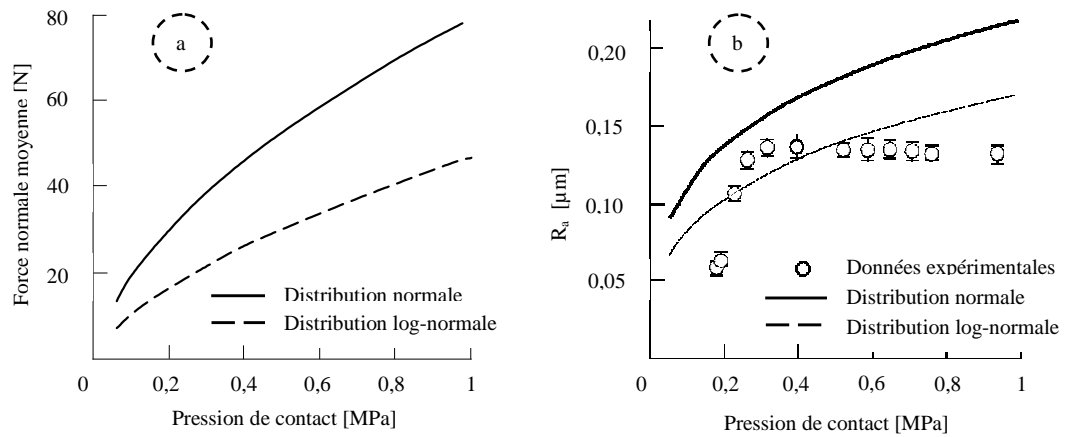 a
Force normale moyenne [N]
80
60
40
20
0
0,2
0,4
0,6
0,8
1
Pression de contact [MPa]
Distribution normale
Distribution log-normale
b
Rₐ [µm]
0,20
0,15
0,10
0,05
0
0,2
0,4
0,6
0,8
1
Pression de contact [MPa]
Données expérimentales
Distribution normale
Distribution log-normale